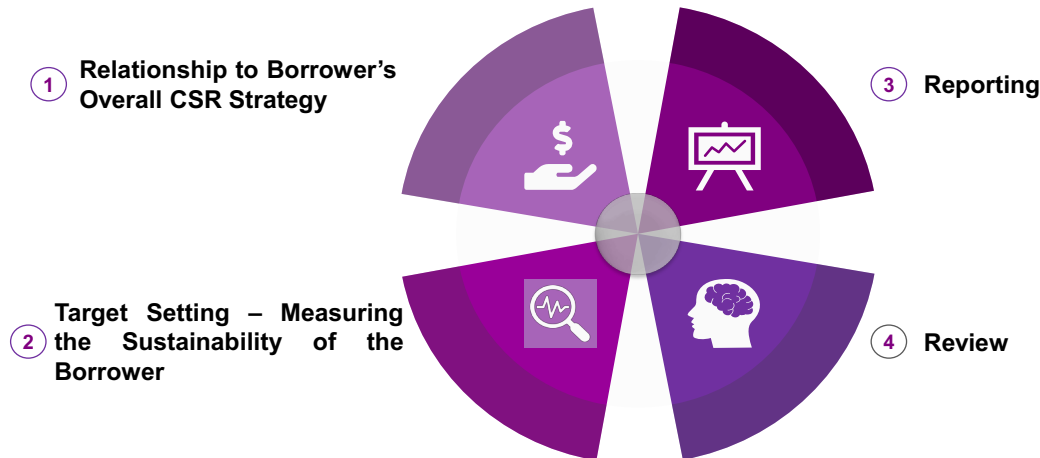 1
Relationship to Borrower’s
Overall CSR Strategy
2
Target Setting – Measuring
the Sustainability of the
Borrower
3
Reporting
4
Review
$